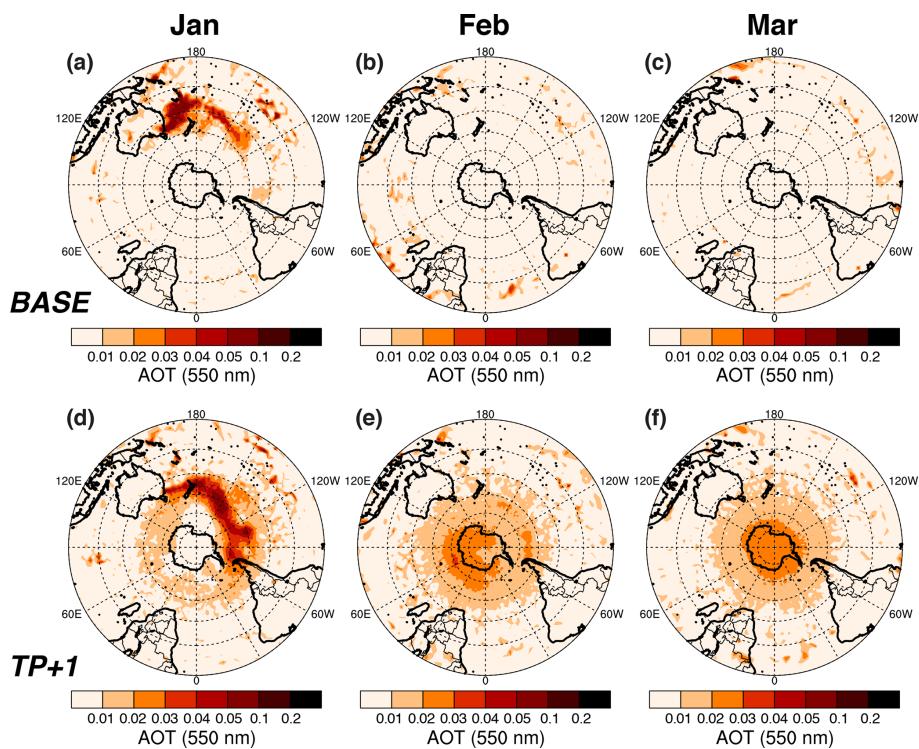 Jan Feb Mar
(a) 180 (b) 180 (c) 180
120E 120W 120E 120W 120E 120W
60E 60W 60E 60W 60E 60W
0 0 0
BASE
0.01 0.02 0.03 0.04 0.05 0.1 0.2 0.01 0.02 0.03 0.04 0.05 0.1 0.2 0.01 0.02 0.03 0.04 0.05 0.1 0.2
AOT (550 nm) AOT (550 nm) AOT (550 nm)
(d) 180 (e) 180 (f) 180
120E 120W 120E 120W 120E 120W
60E 60W 60E 60W 60E 60W
0 0 0
TP+1
0.01 0.02 0.03 0.04 0.05 0.1 0.2 0.01 0.02 0.03 0.04 0.05 0.1 0.2 0.01 0.02 0.03 0.04 0.05 0.1 0.2
AOT (550 nm) AOT (550 nm) AOT (550 nm)